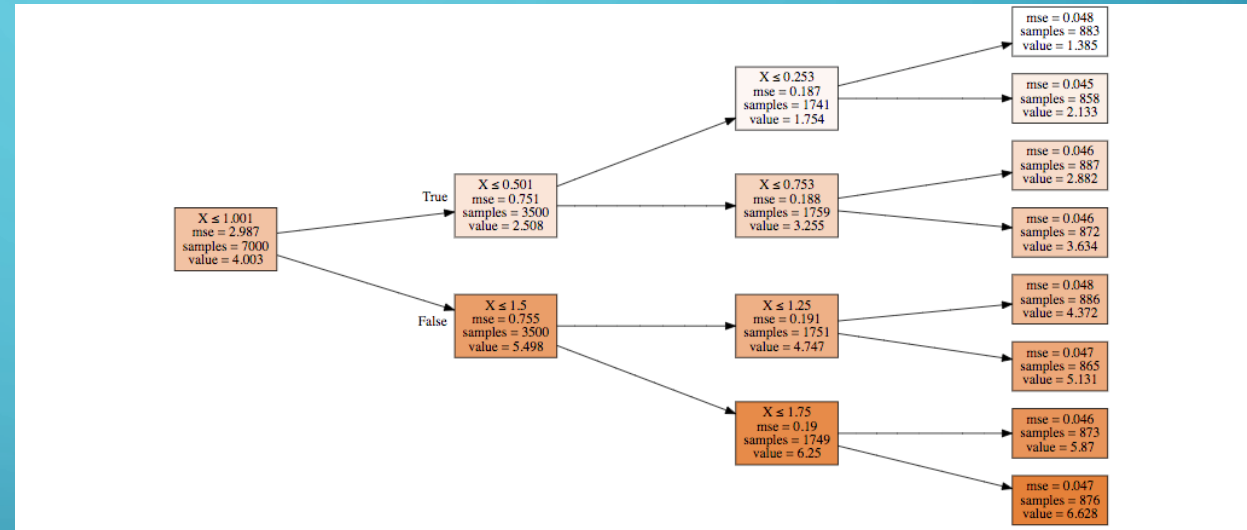 X ≤ 1.001
mse = 2.987
samples = 7000
value = 4.003
True
False
X ≤ 0.501
mse = 0.751
samples = 3500
value = 2.508
X ≤ 1.5
mse = 0.755
samples = 3500
value = 5.498
X ≤ 0.253
mse = 0.187
samples = 1741
value = 1.754
X ≤ 0.753
mse = 0.188
samples = 1759
value = 3.255
X ≤ 1.25
mse = 0.191
samples = 1751
value = 4.747
X ≤ 1.75
mse = 0.19
samples = 1749
value = 6.25
mse = 0.048
samples = 883
value = 1.385
mse = 0.045
samples = 858
value = 2.133
mse = 0.046
samples = 887
value = 2.882
mse = 0.046
samples = 872
value = 3.634
mse = 0.048
samples = 886
value = 4.372
mse = 0.047
samples = 865
value = 5.131
mse = 0.046
samples = 873
value = 5.87
mse = 0.047
samples = 876
value = 6.628